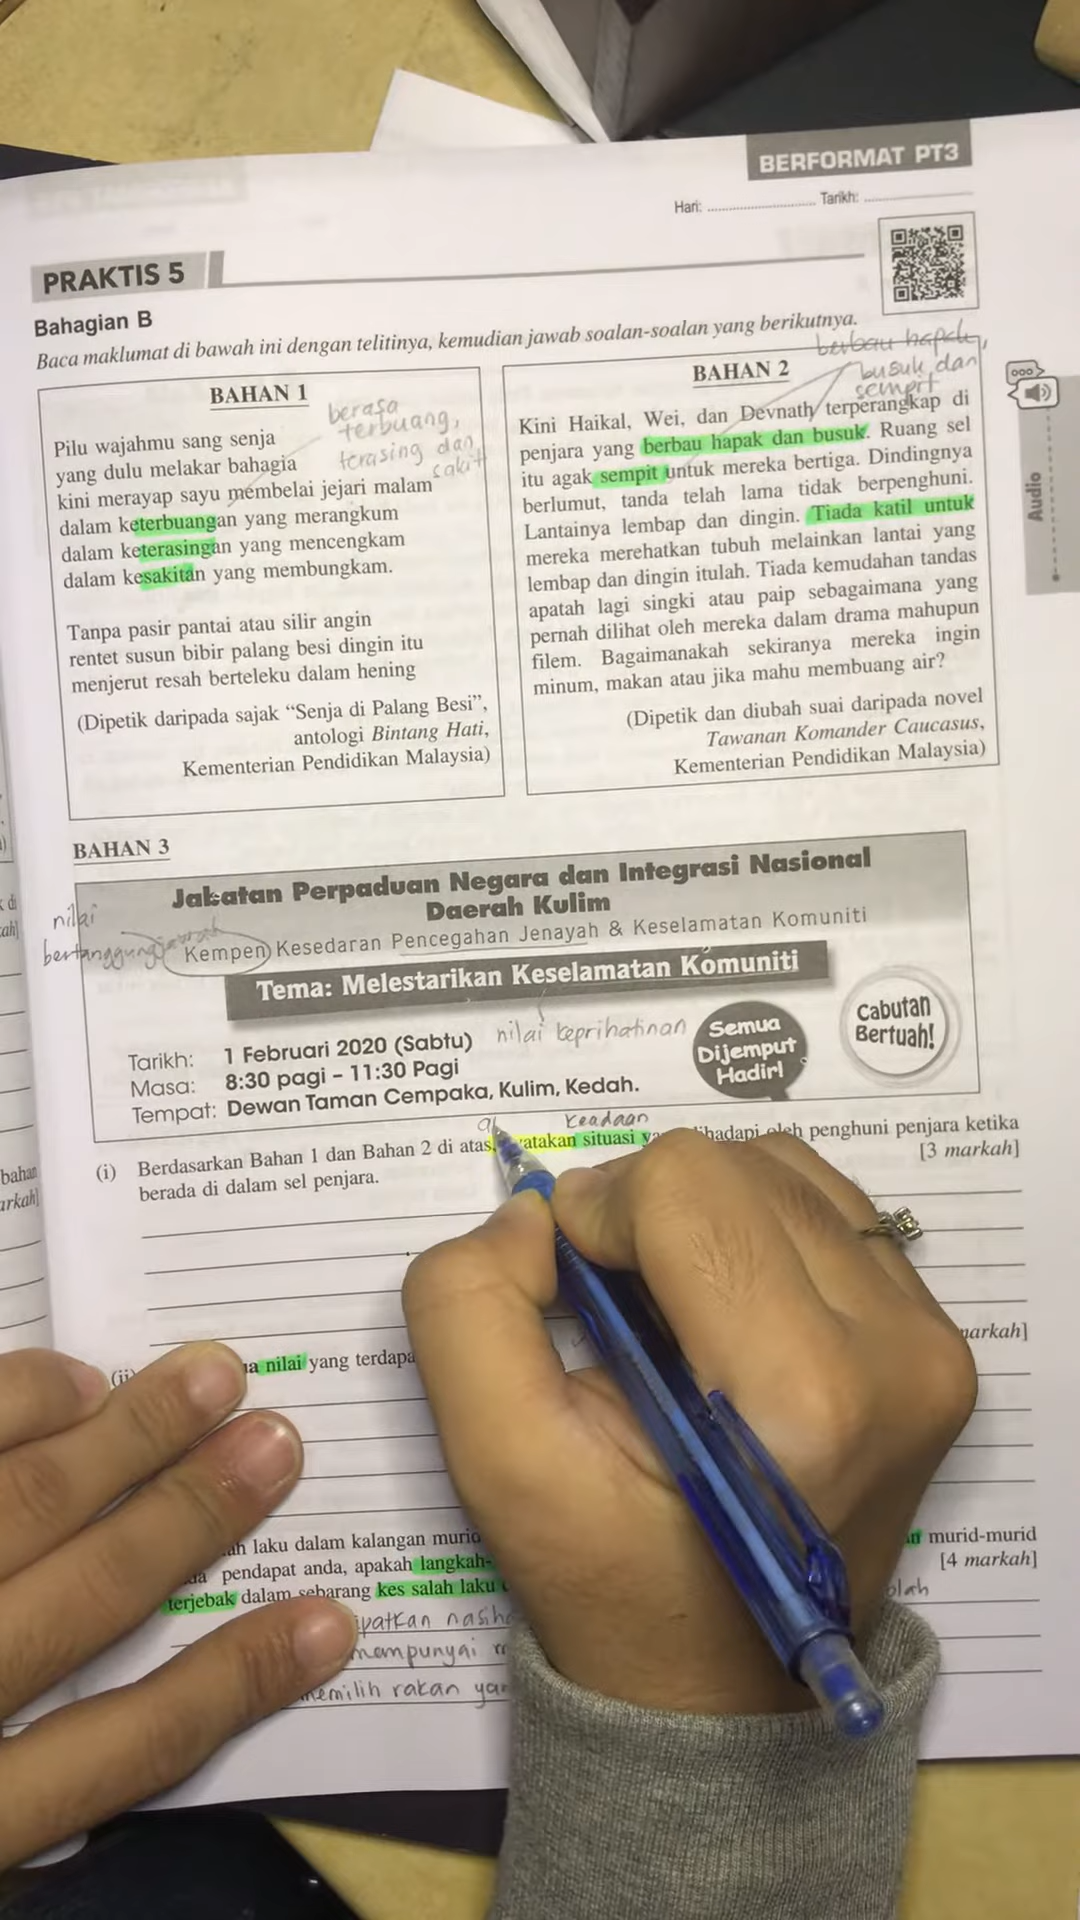 BERFORMAT PT3
Hari: .......................... Tarikh: ..........................
PRAKTIS 5
Bahagian B
Baca maklumat di bawah ini dengan telitinya, kemudian jawab soalan-soalan yang berikutnya.
BAHAN 1
berasa
terbuang,
terasing dan
sakit
Pilu wajahmu sang senja
yang dulu melakar bahagia
kini merayap sayu membelai jejari malam
dalam keterbuangan yang merangkum
dalam keterasingan yang mencengkam
dalam kesakitan yang membungkam.
Tanpa pasir pantai atau silir angin
rentet susun bibir palang besi dingin itu
menjerut resah berteleku dalam hening
(Dipetik daripada sajak “Senja di Palang Besi”,
antologi Bintang Hati,
Kementerian Pendidikan Malaysia)
berbau hapak,
busuk dan
sempit
BAHAN 2
Kini Haikal, Wei, dan Devnath terperangkap di
penjara yang berbau hapak dan busuk. Ruang sel
itu agak sempit untuk mereka bertiga. Dindingnya
berlumut, tanda telah lama tidak berpenghuni.
Lantainya lembap dan dingin. Tiada katil untuk
mereka merehatkan tubuh melainkan lantai yang
lembap dan dingin itulah. Tiada kemudahan tandas
apatah lagi singki atau paip sebagaimana yang
pernah dilihat oleh mereka dalam drama mahupun
filem. Bagaimanakah sekiranya mereka ingin
minum, makan atau jika mahu membuang air?
(Dipetik dan diubah suai daripada novel
Tawanan Komander Caucasus,
Kementerian Pendidikan Malaysia)
Audio
BAHAN 3
Jabatan Perpaduan Negara dan Integrasi Nasional
Daerah Kulim
nilai
bertanggungjawab
Kempen Kesedaran Pencegahan Jenayah & Keselamatan Komuniti
Tema: Melestarikan Keselamatan Komuniti
nilai keprihatinan
Tarikh: 1 Februari 2020 (Sabtu)
Masa: 8:30 pagi – 11:30 Pagi
Tempat: Dewan Taman Cempaka, Kulim, Kedah.
Semua
Dijemput
Hadir!
Cabutan
Bertuah!
keadaan
(i) Berdasarkan Bahan 1 dan Bahan 2 di atas, situasi oleh penghuni penjara ketika
berada di dalam sel penjara. [3 markah]
markah]
(ii) nilai yang terdapa
laku dalam kalangan murid murid-murid
pendapat anda, apakah langkah- [4 markah]
terjebak dalam sebarang kes salah laku
mempunyai
memilih rakan